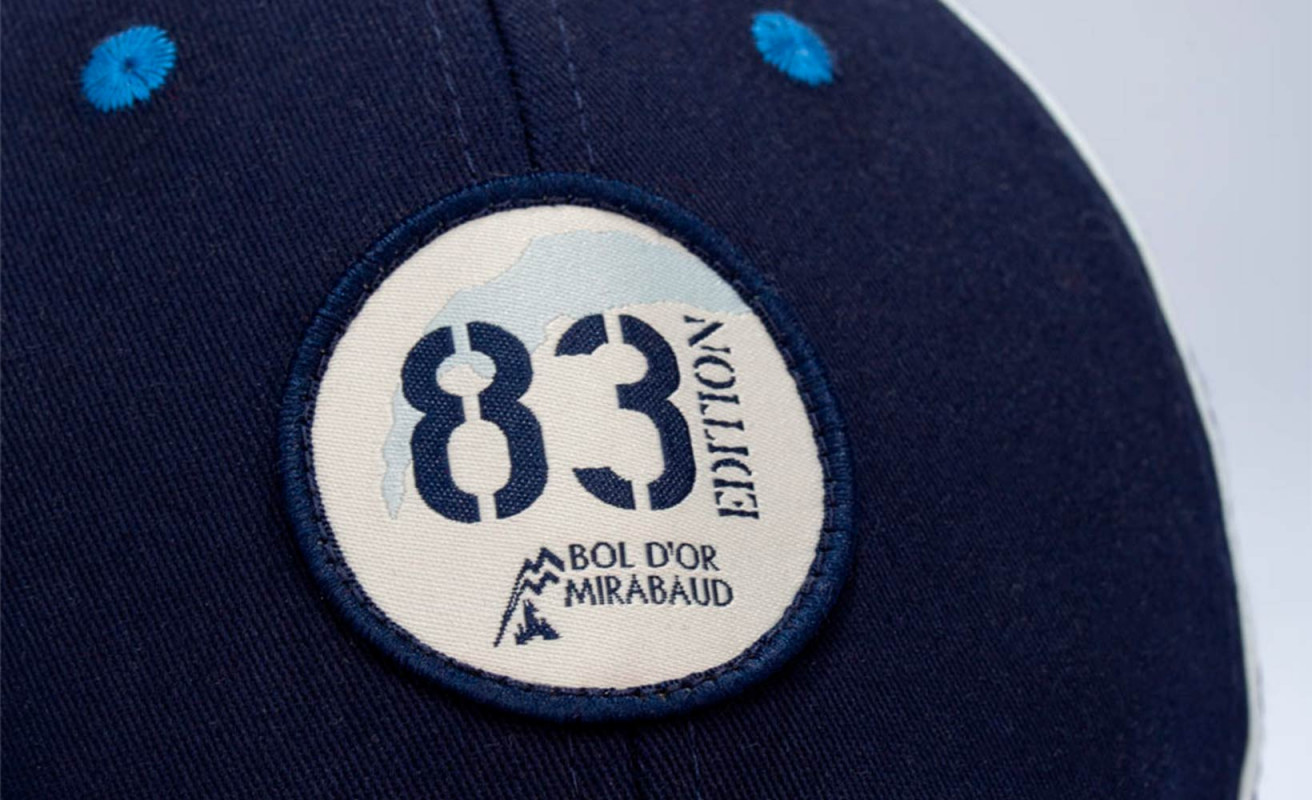 83
EDITION
BOL D'OR
MIRABAUD